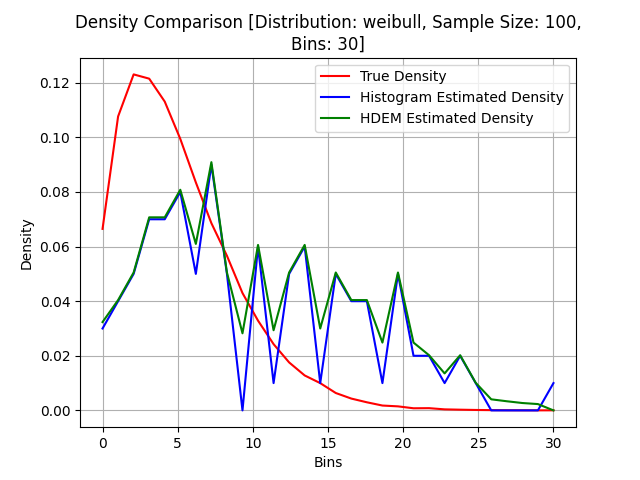 Density Comparison [Distribution: weibull, Sample Size: 100,
Bins: 30]
True Density
Histogram Estimated Density
HDEM Estimated Density
Density
0.12
0.10
0.08
0.06
0.04
0.02
0.00
0 5 10 15 20 25 30
Bins